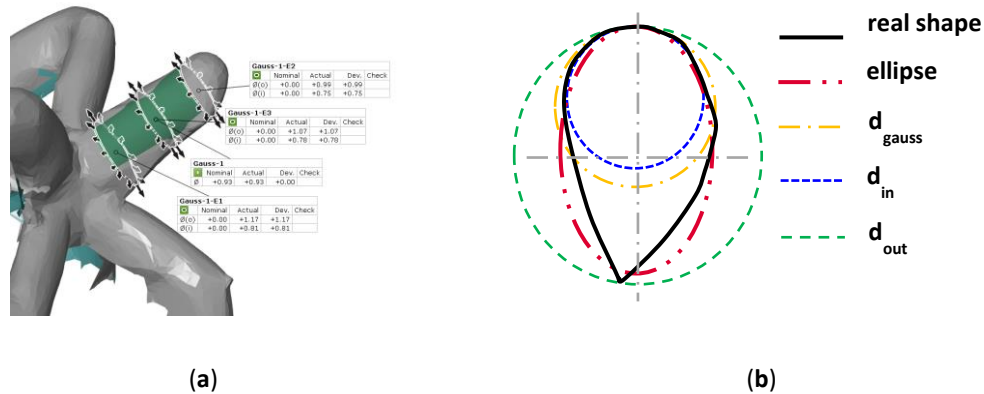 Gauss-1-E2
Nominal Actual Dev. Check
Ø(o) +0.00 +0.99 +0.99
Ø(i) +0.00 +0.75 +0.75
Gauss-1-E3
Nominal Actual Dev. Check
Ø(o) +0.00 +1.07 +1.07
Ø(i) +0.00 +0.78 +0.78
Gauss-1
Nominal Actual Dev. Check
Ø +0.93 +0.93 +0.00
Gauss-1-E1
Nominal Actual Dev. Check
Ø(o) +0.00 +1.17 +1.17
Ø(i) +0.00 +0.81 +0.81
(a)
real shape
ellipse
d_gauss
d_in
d_out
(b)